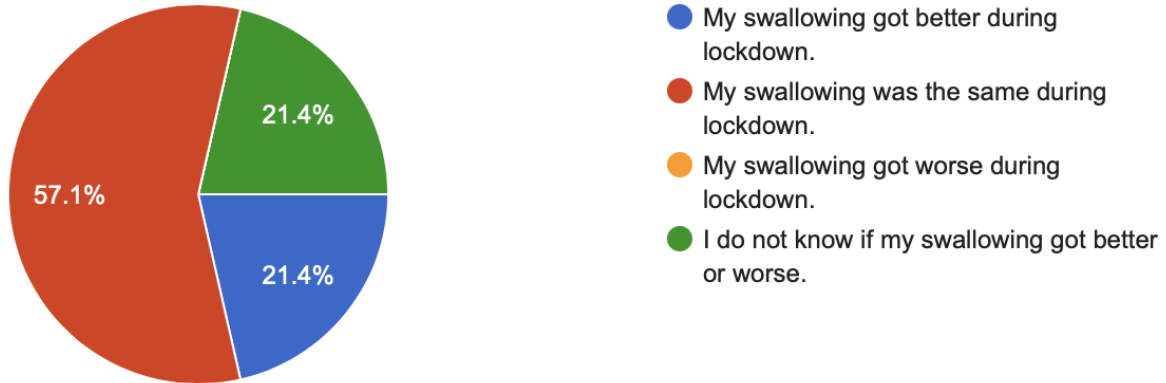 57.1%
21.4%
21.4%
My swallowing got better during
lockdown.
My swallowing was the same during
lockdown.
My swallowing got worse during
lockdown.
I do not know if my swallowing got better
or worse.